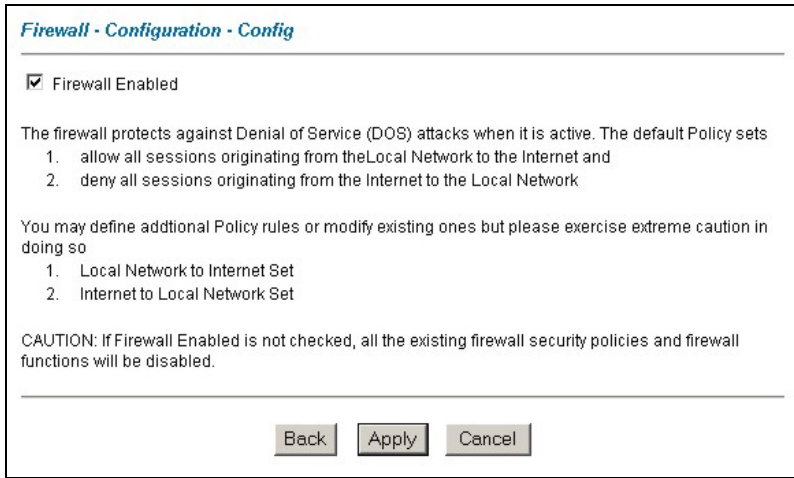 Firewall - Configuration - Config
Firewall Enabled
The firewall protects against Denial of Service (DOS) attacks when it is active. The default Policy sets
1. allow all sessions originating from theLocal Network to the Internet and
2. deny all sessions originating from the Internet to the Local Network
You may define addtional Policy rules or modify existing ones but please exercise extreme caution in
doing so
1. Local Network to Internet Set
2. Internet to Local Network Set
CAUTION: If Firewall Enabled is not checked, all the existing firewall security policies and firewall
functions will be disabled.
Back Apply Cancel